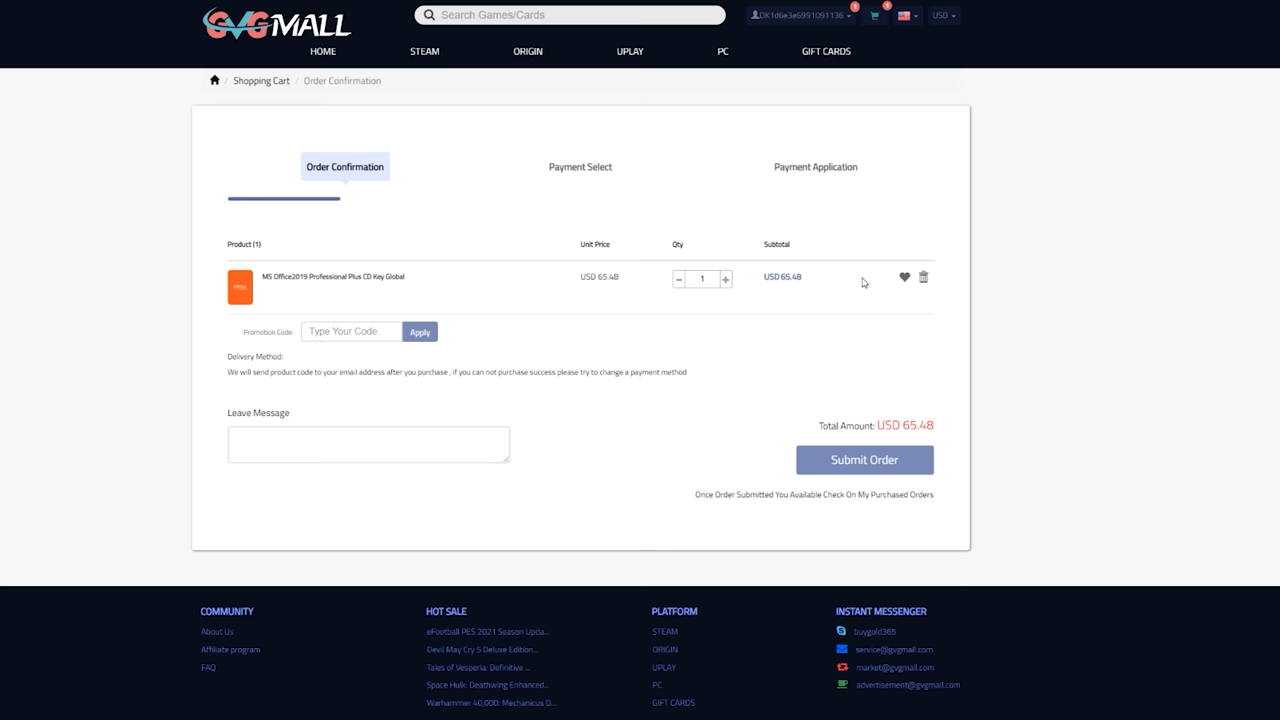 GVGMALL
Search Games/Cards
DK1d6e3e6991091136
USD
HOME STEAM ORIGIN UPLAY PC GIFT CARDS
/ Shopping Cart / Order Confirmation
Order Confirmation Payment Select Payment Application
Product (1) Unit Price Qty Subtotal
MS Office2019 Professional Plus CD Key Global USD 65.48 − 1 + USD 65.48
Promotion Code: Type Your Code. Apply
Delivery Method:
We will send product code to your email address after you purchase , if you can not purchase success please try to change a payment method
Leave Message
Total Amount: USD 65.48
Submit Order
Once Order Submitted You Available Check On My Purchased Orders
COMMUNITY HOT SALE PLATFORM INSTANT MESSENGER
About Us eFootball PES 2021 Season Upda... STEAM buygold365
Affiliate program Devil May Cry 5 Deluxe Edition... ORIGIN service@gvgmall.com
FAQ Tales of Vesperia: Definitive ... UPLAY market@gvgmall.com
Space Hulk: Deathwing Enhanced... PC advertisement@gvgmall.com
Warhammer 40,000: Mechanicus O... GIFT CARDS